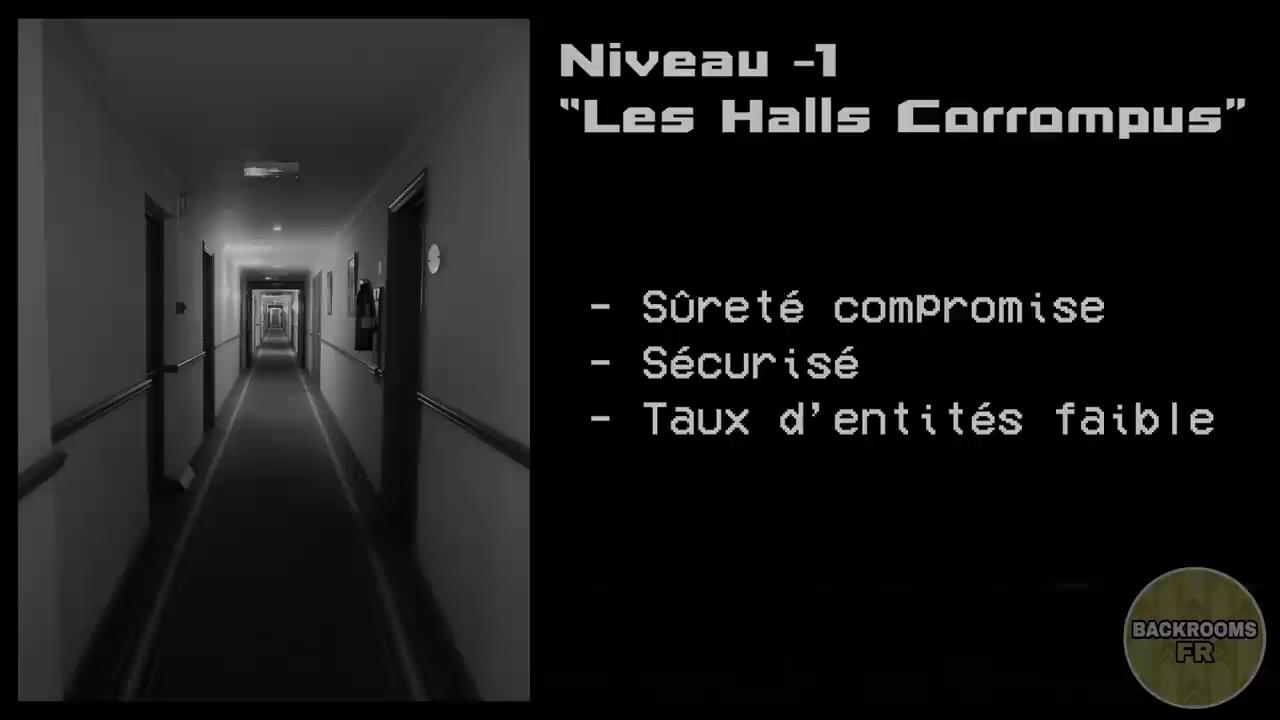 Niveau -1
“Les Halls Corrompus”
- Sûreté compromise
- Sécurisé
- Taux d'entités faible
BACKROOMS
FR